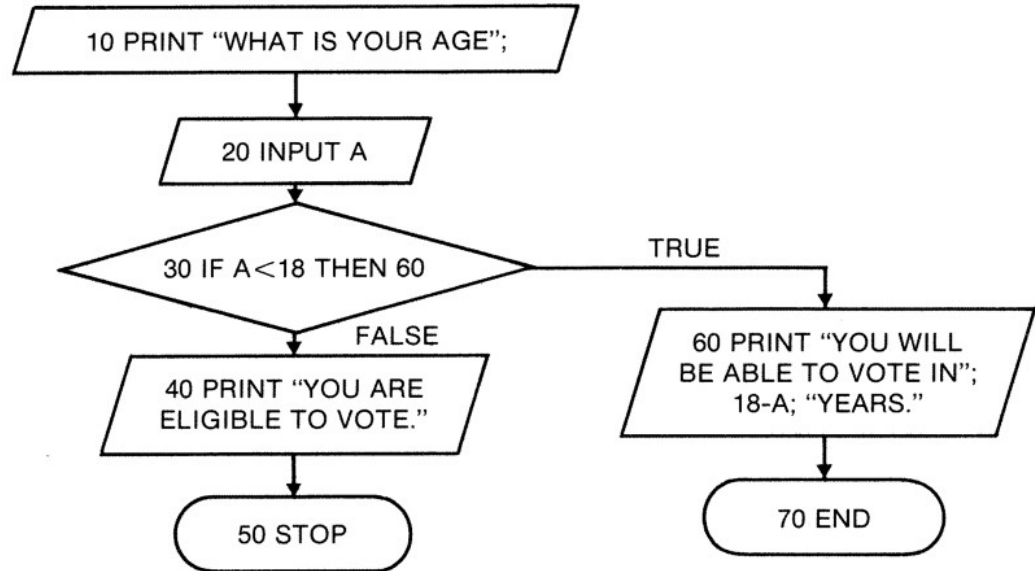 10 PRINT “WHAT IS YOUR AGE”;
20 INPUT A
30 IF A<18 THEN 60
TRUE
FALSE
40 PRINT “YOU ARE
ELIGIBLE TO VOTE.”
50 STOP
60 PRINT “YOU WILL
BE ABLE TO VOTE IN”;
18-A; “YEARS.”
70 END